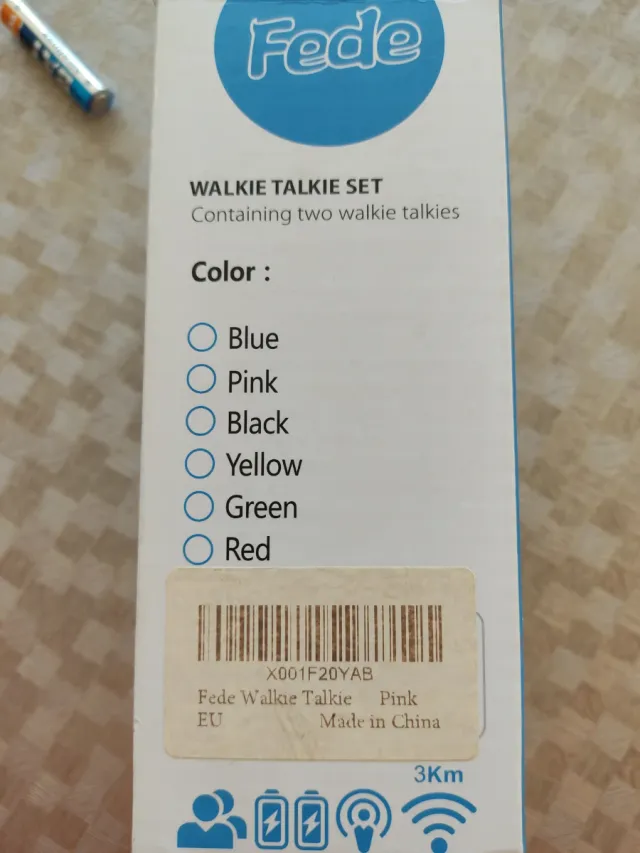 Fede
WALKIE TALKIE SET
Containing two walkie talkies
Color :
Blue
Pink
Black
Yellow
Green
Red
X001F20YAB
Fede Walkie Talkie Pink
EU Made in China
3Km